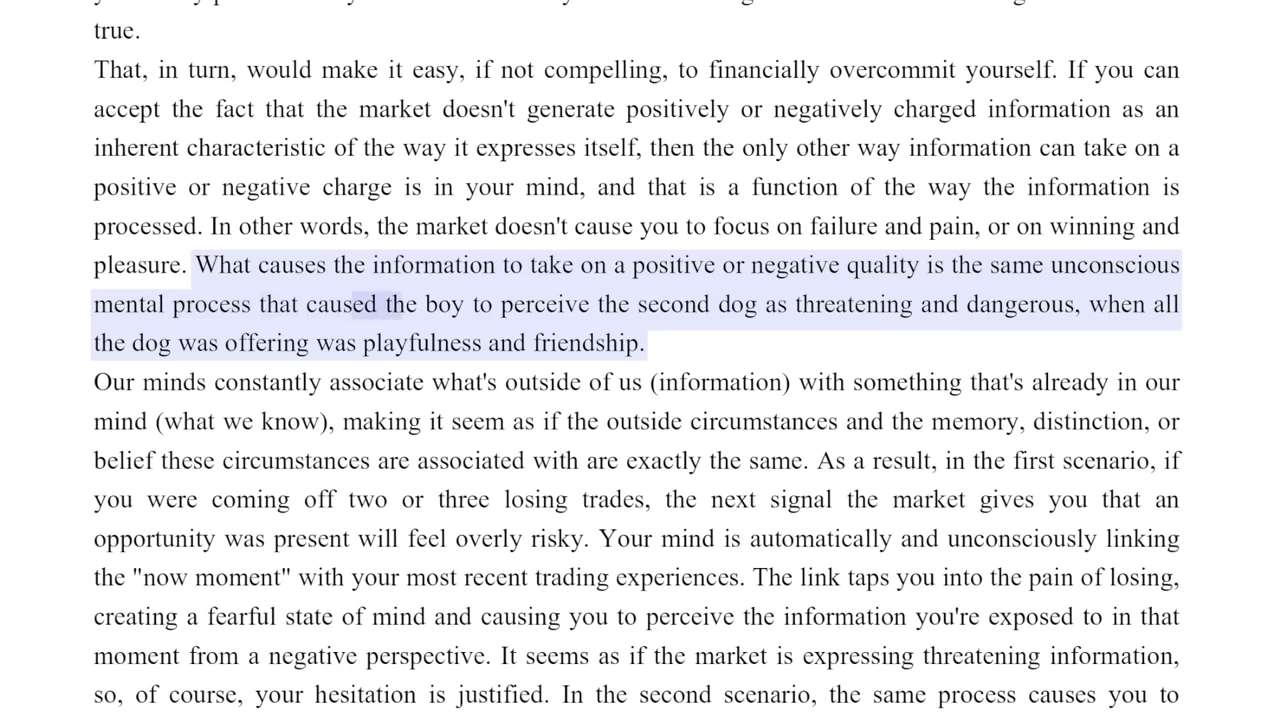 true.
That, in turn, would make it easy, if not compelling, to financially overcommit yourself. If you can
accept the fact that the market doesn't generate positively or negatively charged information as an
inherent characteristic of the way it expresses itself, then the only other way information can take on a
positive or negative charge is in your mind, and that is a function of the way the information is
processed. In other words, the market doesn't cause you to focus on failure and pain, or on winning and
pleasure. What causes the information to take on a positive or negative quality is the same unconscious
mental process that caused the boy to perceive the second dog as threatening and dangerous, when all
the dog was offering was playfulness and friendship.
Our minds constantly associate what's outside of us (information) with something that's already in our
mind (what we know), making it seem as if the outside circumstances and the memory, distinction, or
belief these circumstances are associated with are exactly the same. As a result, in the first scenario, if
you were coming off two or three losing trades, the next signal the market gives you that an
opportunity was present will feel overly risky. Your mind is automatically and unconsciously linking
the "now moment" with your most recent trading experiences. The link taps you into the pain of losing,
creating a fearful state of mind and causing you to perceive the information you're exposed to in that
moment from a negative perspective. It seems as if the market is expressing threatening information,
so, of course, your hesitation is justified. In the second scenario, the same process causes you to